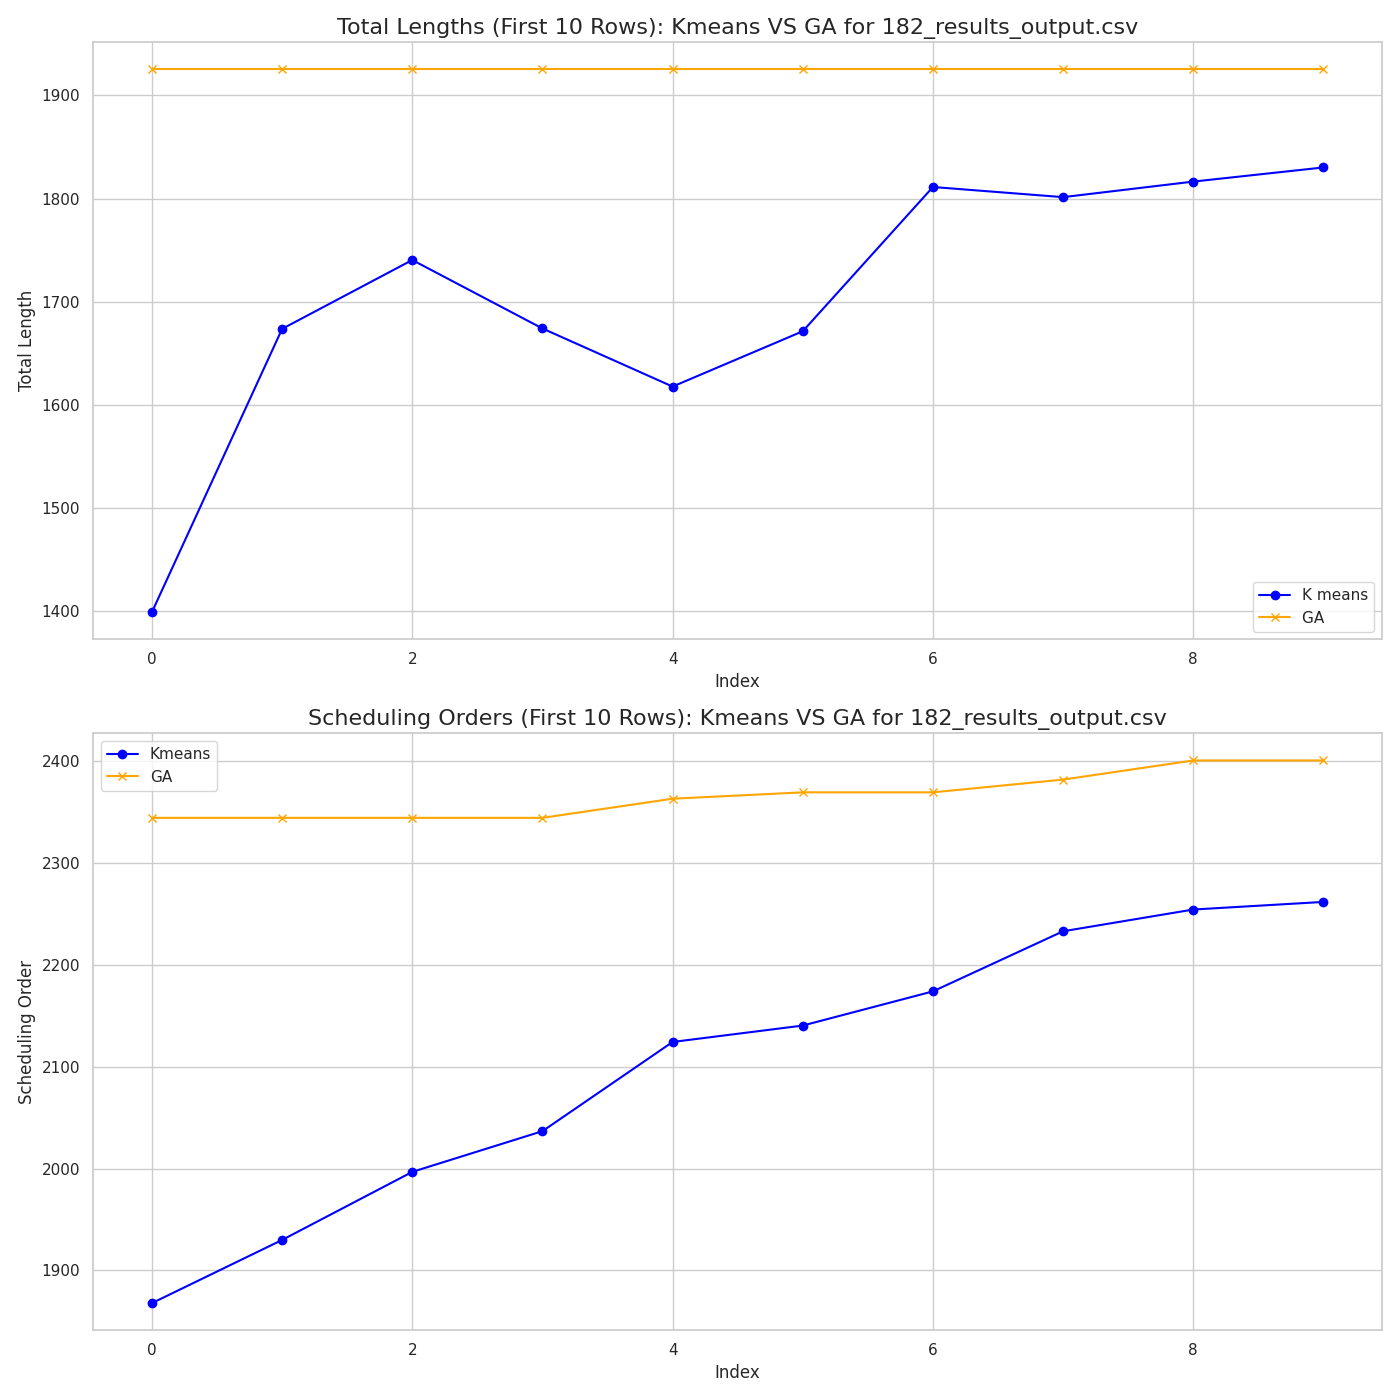 Total Lengths (First 10 Rows): Kmeans VS GA for 182_results_output.csv
1900
1800
1700
1600
1500
1400
Total Length
K means
GA
0 2 4 6 8
Index
Scheduling Orders (First 10 Rows): Kmeans VS GA for 182_results_output.csv
Kmeans
GA
2400
2300
2200
2100
2000
1900
Scheduling Order
0 2 4 6 8
Index